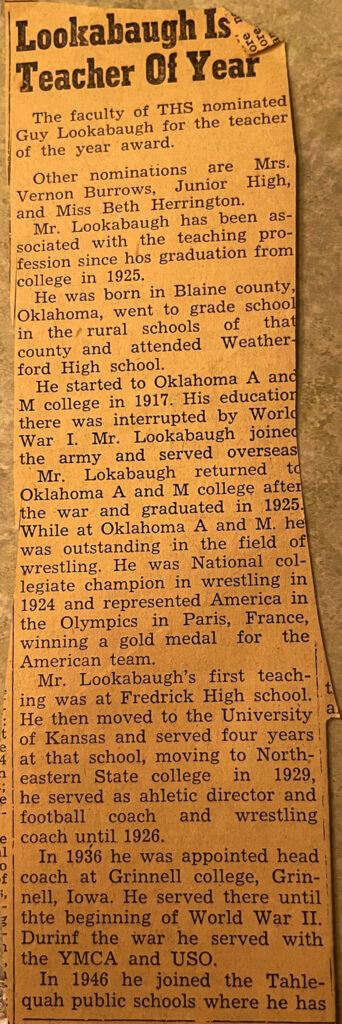 Lookabaugh Is
Teacher Of Year
The faculty of THS nominated
Guy Lookabaugh for the teacher
of the year award.
Other nominations are Mrs.
Vernon Burrows, Junior High,
and Miss Beth Herrington.
Mr. Lookabaugh has been as-
sociated with the teaching pro-
fession since hos graduation from
college in 1925.
He was born in Blaine county,
Oklahoma, went to grade school
in the rural schools of that
county and attended Weather-
ford High school.
He started to Oklahoma A and
M college in 1917. His education
there was interrupted by World
War I. Mr. Lookabaugh joined
the army and served overseas
Mr. Lokabaugh returned to
Oklahoma A and M college after
the war and graduated in 1925.
While at Oklahoma A and M. he
was outstanding in the field of
wrestling. He was National col-
legiate champion in wrestling in
1924 and represented America in
the Olympics in Paris, France,
winning a gold medal for the
American team.
Mr. Lookabaugh's first teach-
ing was at Fredrick High school.
He then moved to the University
of Kansas and served four years
at that school, moving to North-
eastern State college in 1929,
he served as ahletic director and
football coach and wrestling
coach until 1926.
In 1936 he was appointed head
coach at Grinnell college, Grin-
nell, Iowa. He served there until
thte beginning of World War II.
Durinf the war he served with
the YMCA and USO.
In 1946 he joined the Tahle-
quah public schools where he has